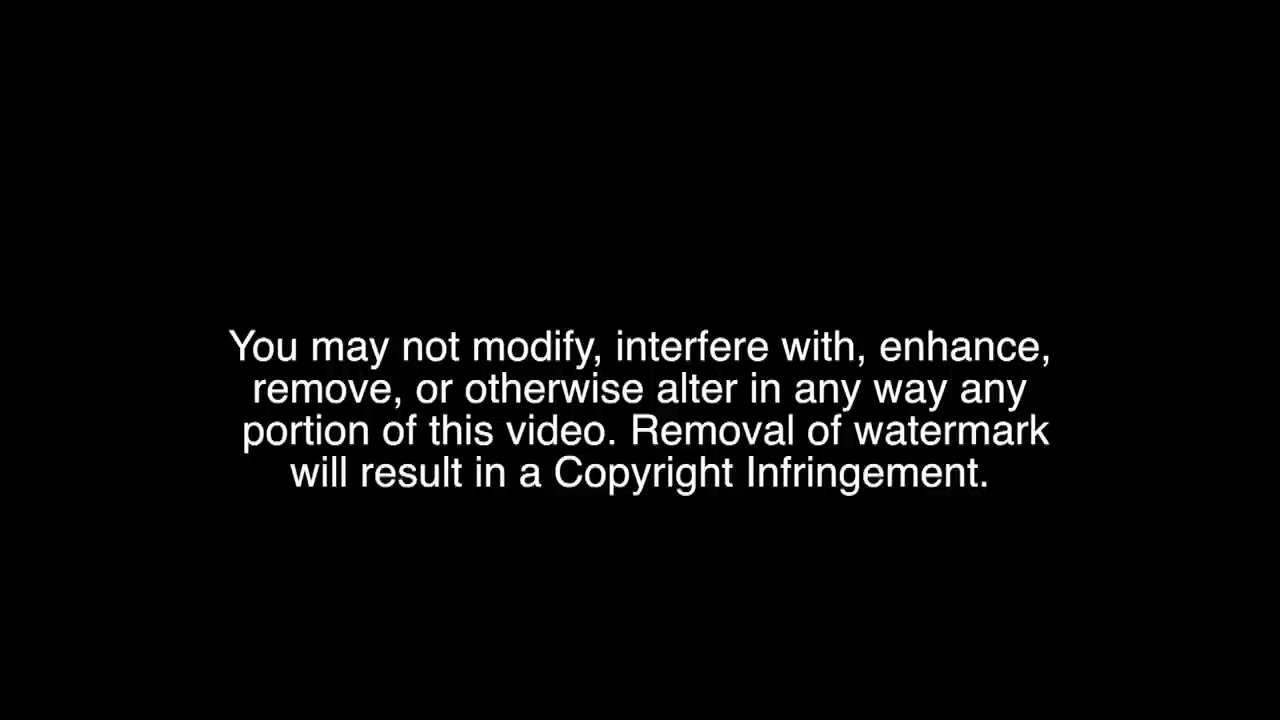 You may not modify, interfere with, enhance,
remove, or otherwise alter in any way any
portion of this video. Removal of watermark
will result in a Copyright Infringement.